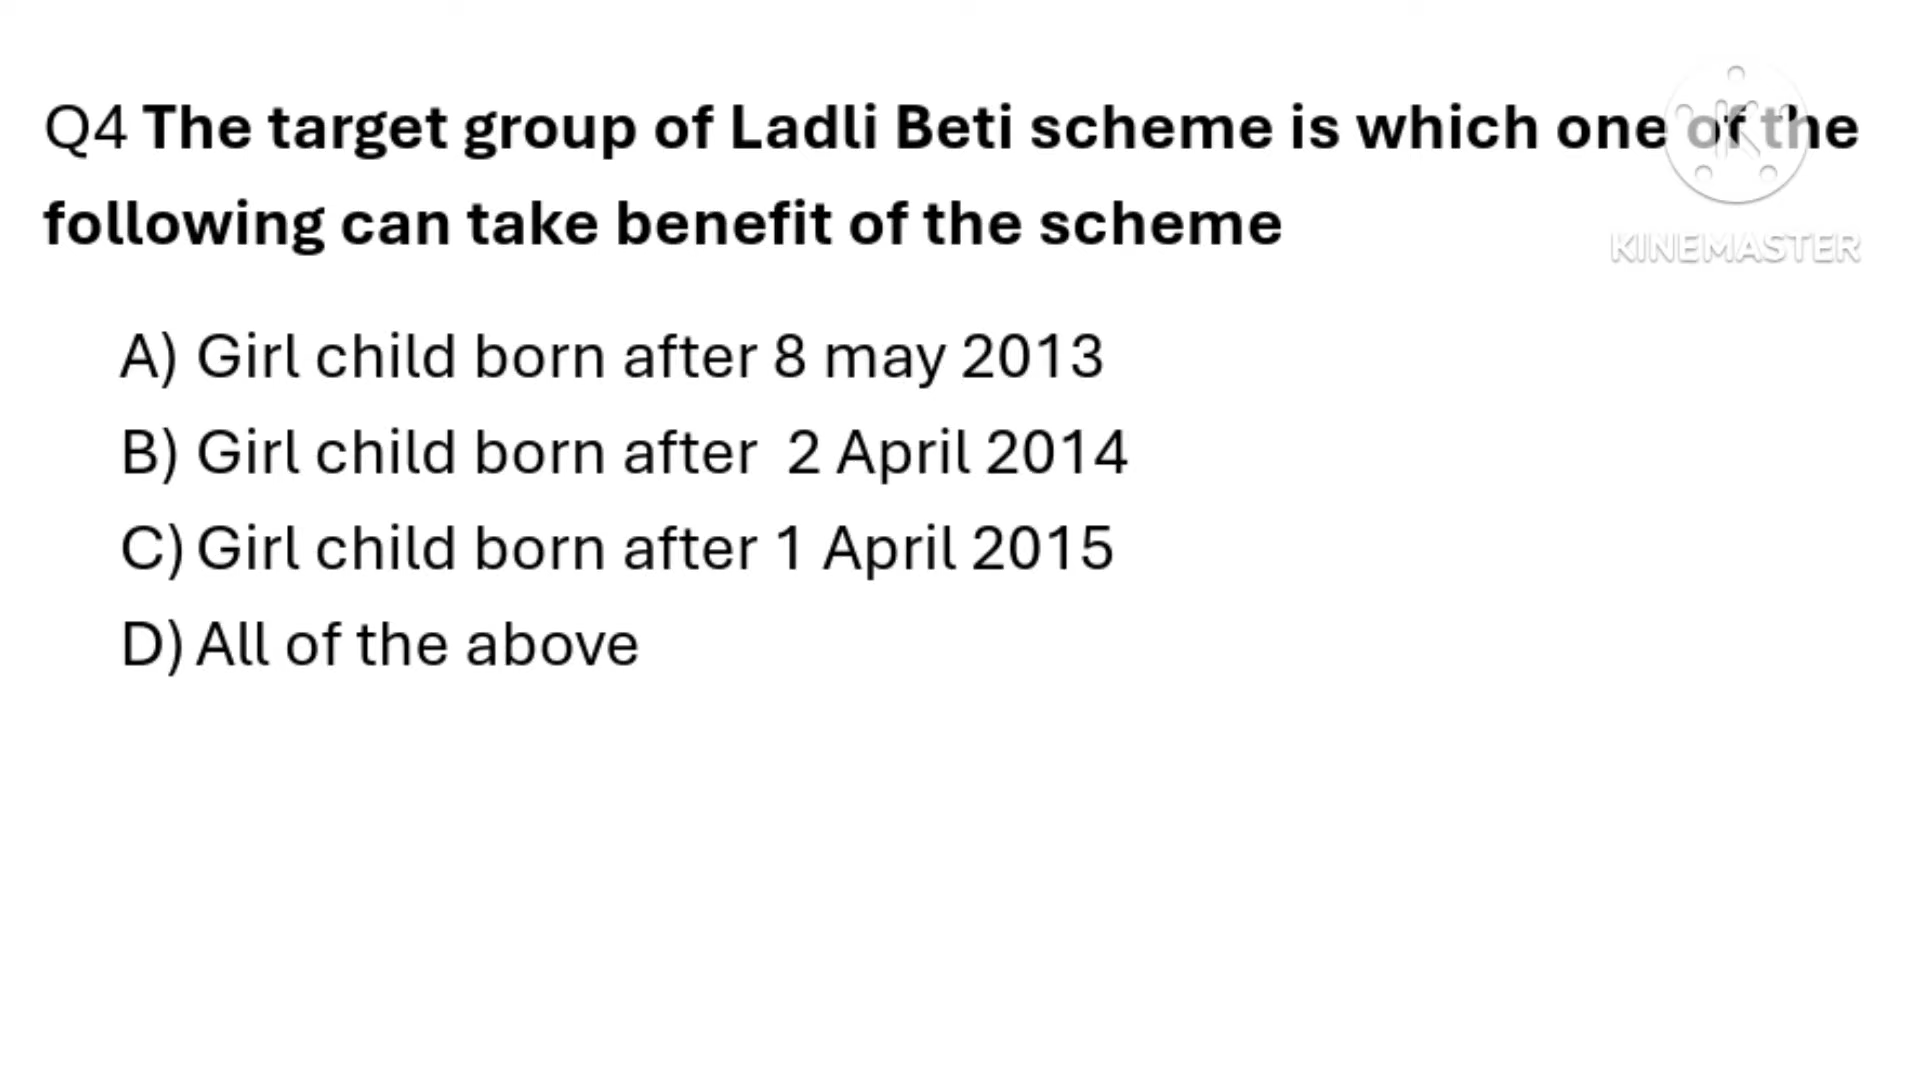 Q4 The target group of Ladli Beti scheme is which one of the
following can take benefit of the scheme
KINEMASTER
A) Girl child born after 8 may 2013
B) Girl child born after 2 April 2014
C) Girl child born after 1 April 2015
D) All of the above